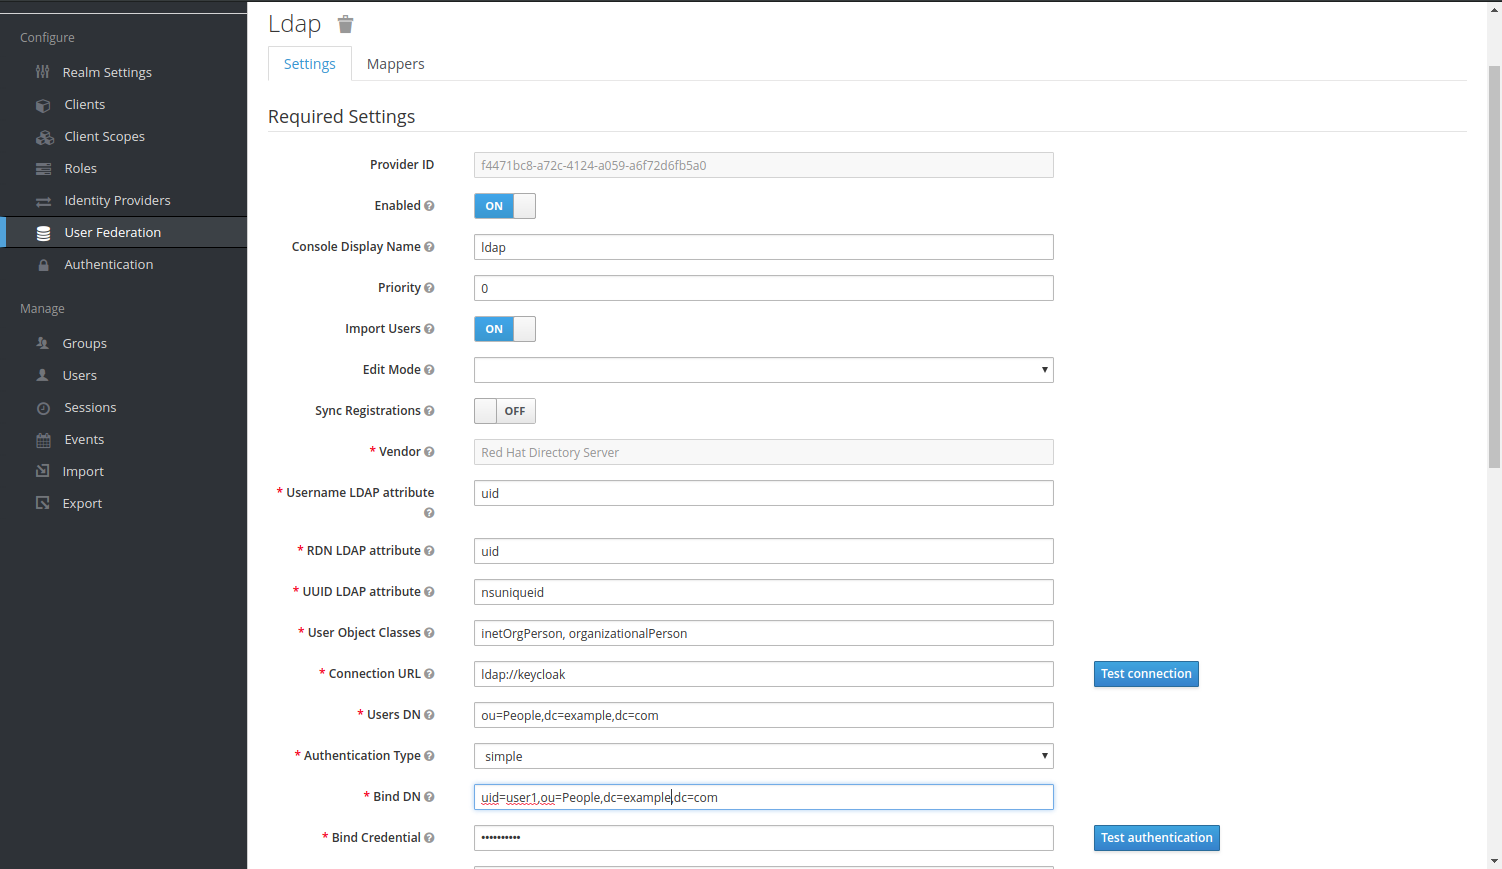 Ldap
Configure
Realm Settings
Clients
Client Scopes
Roles
Identity Providers
User Federation
Authentication
Manage
Groups
Users
Sessions
Events
Import
Export
Settings
Mappers
Required Settings
Provider ID
f4471bc8-a72c-4124-a059-a6f72d6fb5a0
Enabled
ON
Console Display Name
ldap
Priority
0
Import Users
ON
Edit Mode
Sync Registrations
OFF
* Vendor
Red Hat Directory Server
* Username LDAP attribute
uid
* RDN LDAP attribute
uid
* UUID LDAP attribute
nsuniqueid
* User Object Classes
inetOrgPerson, organizationalPerson
* Connection URL
ldap://keycloak
Test connection
* Users DN
ou=People,dc=example,dc=com
* Authentication Type
simple
* Bind DN
uid=user1,ou=People,dc=example,dc=com
* Bind Credential
••••••••••
Test authentication